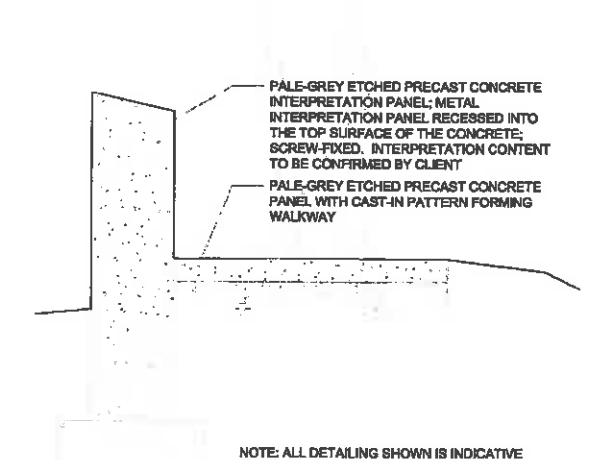 PALE-GREY ETCHED PRECAST CONCRETE
INTERPRETATION PANEL; METAL
INTERPRETATION PANEL RECESSED INTO
THE TOP SURFACE OF THE CONCRETE;
SCREW-FIXED. INTERPRETATION CONTENT
TO BE CONFIRMED BY CLIENT
PALE-GREY ETCHED PRECAST CONCRETE
PANEL WITH CAST-IN PATTERN FORMING
WALKWAY
NOTE: ALL DETAILING SHOWN IS INDICATIVE